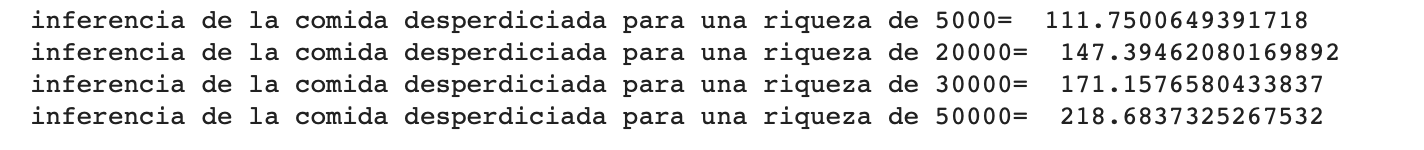 inferencia de la comida desperdiciada para una riqueza de 5000=  111.7500649391718
inferencia de la comida desperdiciada para una riqueza de 20000=  147.39462080169892
inferencia de la comida desperdiciada para una riqueza de 30000=  171.1576580433837
inferencia de la comida desperdiciada para una riqueza de 50000=  218.6837325267532